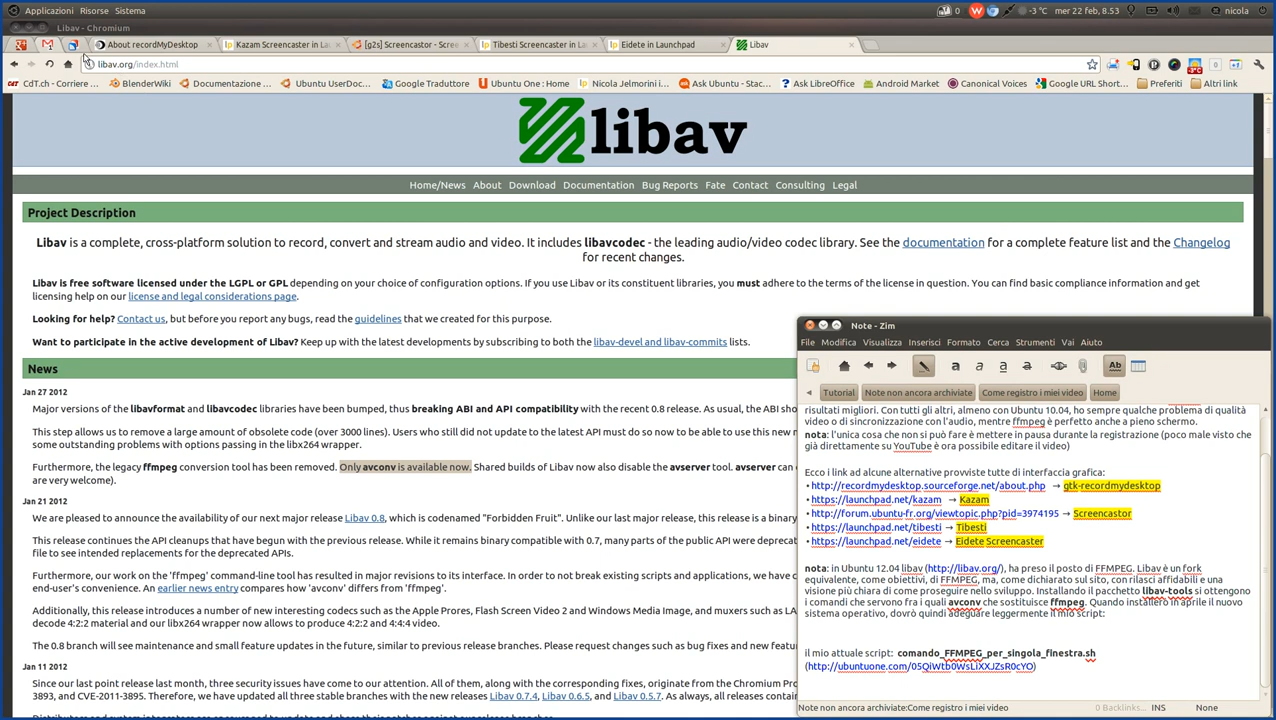 Applicazioni Risorse Sistema 0 -3 °C mer 22 feb, 8.53 nicola
Libav - Chromium
About recordMyDesktop Kazam Screencaster in La [g2s] Screencastor - Scree Tibesti Screencaster in La Eidete in Launchpad Libav
libav.org/index.html
CdT.ch - Corriere ... BlenderWiki Ubuntu UserDoc... Google Traduttore Ubuntu One : Home Nicola Jelmorini i... Ask Ubuntu - Stac... Ask LibreOffice Android Market Canonical Voices Google URL Short... Preferiti Altri link
libav
Home/News About Download Documentation Bug Reports Fate Contact Consulting Legal
Project Description
Libav is a complete, cross-platform solution to record, convert and stream audio and video. It includes libavcodec - the leading audio/video codec library. See the documentation for a complete feature list and the Changelog
for recent changes.
Libav is free software licensed under the LGPL or GPL depending on your choice of configuration options. If you use Libav or its constituent libraries, you must adhere to the terms of the license in question. You can find basic compliance information and get
licensing help on our license and legal considerations page.
Looking for help? Contact us, but before you report any bugs, read the guidelines that we created for this purpose.
Want to participate in the active development of Libav? Keep up with the latest developments by subscribing to both the libav-devel and libav-commits lists.
News
Jan 27 2012
Major versions of the libavformat and libavcodec libraries have been bumped, thus breaking ABI and API compatibility with the recent 0.8 release. As usual, the ABI sho
This step allows us to remove a large amount of obsolete code (over 3000 lines). Users who still did not update to the latest API must do so now to be able to use this new
some outstanding problems with options passing in the libx264 wrapper.
Furthermore, the legacy ffmpeg conversion tool has been removed. Only avconv is available now. Shared builds of Libav now also disable the avserver tool. avserver can
are very welcome).
Jan 21 2012
We are pleased to announce the availability of our next major release Libav 0.8, which is codenamed "Forbidden Fruit". Unlike our last major release, this release is a binary
This release continues the API cleanups that have begun with the previous release. While it remains binary compatible with 0.7, many parts of the public API were deprecat
file to see intended replacements for the deprecated APIs.
Furthermore, our work on the 'ffmpeg' command-line tool has resulted in major revisions to its interface. In order to not break existing scripts and applications, we have
end-user's convenience. An earlier news entry compares how 'avconv' differs from 'ffmpeg'.
Additionally, this release introduces a number of new interesting codecs such as the Apple Prores, Flash Screen Video 2 and Windows Media Image, and muxers such as LA
decode 4:2:2 material and our libx264 wrapper now allows to produce 4:2:2 and 4:4:4 video.
The 0.8 branch will see maintenance and small feature updates in the future, similar to previous release branches. Please request changes such as bug fixes and new featu
Jan 11 2012
Since our last point release last month, three security issues have come to our attention. All of them, along with the corresponding fixes, originate from the Chromium Pro
3893, and CVE-2011-3895. Therefore, we have updated all three stable branches with the new releases Libav 0.7.4, Libav 0.6.5, and Libav 0.5.7. As always, all releases contain
Note - Zim
File Modifica Visualizza Inserisci Formato Cerca Strumenti Vai Aiuto
Tutorial Note non ancora archiviate Come registro i miei video Home
risultati migliori. Con tutti gli altri, almeno con Ubuntu 10.04, ho sempre qualche problema di qualità
video o di sincronizzazione con l'audio, mentre ffmpeg è perfetto anche a pieno schermo.
nota: l'unica cosa che non si può fare è mettere in pausa durante la registrazione (poco male visto che
già direttamente su YouTube è ora possibile editare il video)
Ecco i link ad alcune alternative provviste tutte di interfaccia grafica:
• http://recordmydesktop.sourceforge.net/about.php → gtk-recordmydesktop
• https://launchpad.net/kazam → Kazam
• http://forum.ubuntu-fr.org/viewtopic.php?pid=3974195 → Screencastor
• https://launchpad.net/tibesti → Tibesti
• https://launchpad.net/eidete → Eidete Screencaster
nota: in Ubuntu 12.04 libav (http://libav.org/), ha preso il posto di FFMPEG. Libav è un fork
equivalente, come obiettivi, di FFMPEG, ma, come dichiarato sul sito, con rilasci affidabili e una
visione più chiara di come proseguire nello sviluppo. Installando il pacchetto libav-tools si ottengono
i comandi che servono fra i quali avconv che sostituisce ffmpeg. Quando installerò in aprile il nuovo
sistema operativo, dovrò quindi adeguare leggermente il mio script:
il mio attuale script: comando_FFMPEG_per_singola_finestra.sh
(http://ubuntuone.com/05QiWtb0WsLiXXJZsR0cYO)
Note non ancora archiviate:Come registro i miei video 0 Backlinks... INS None